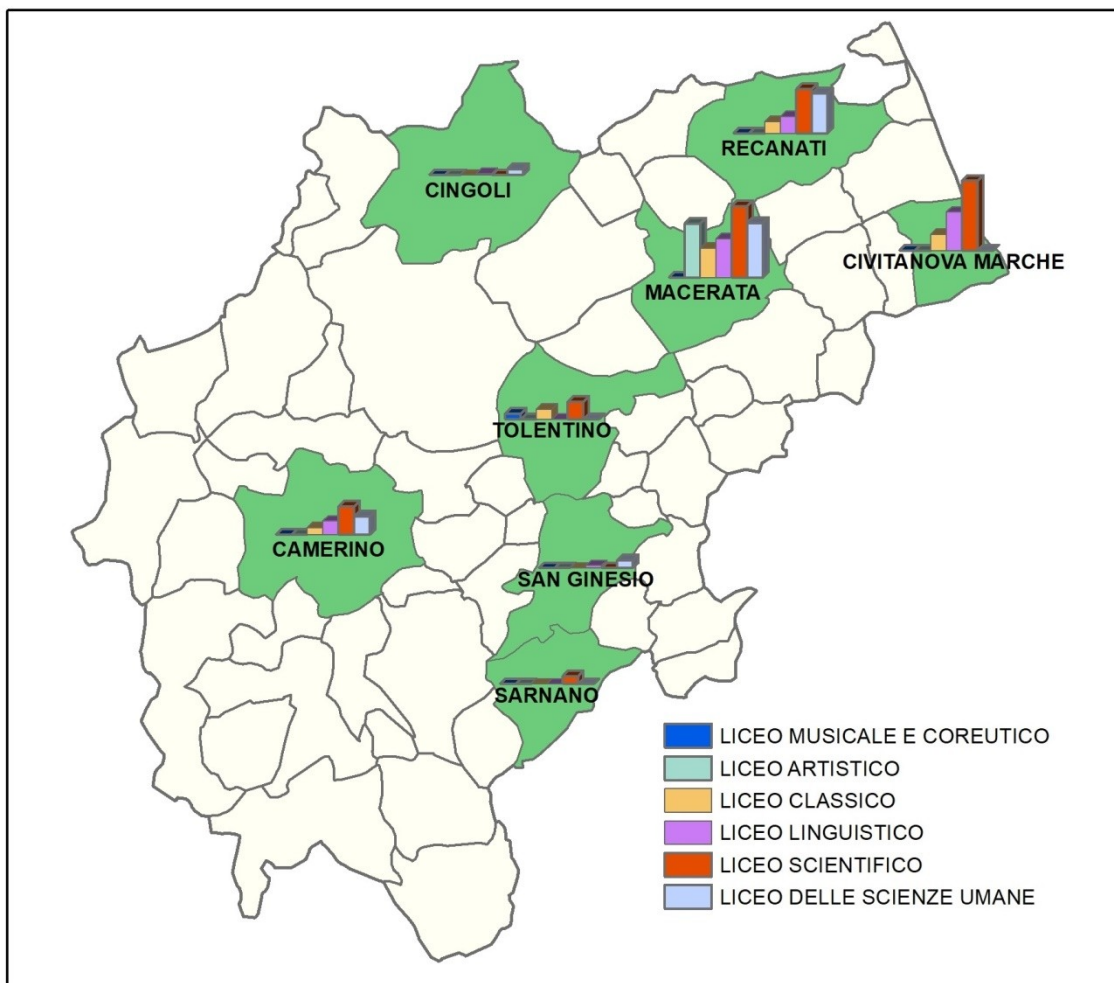 RECANATI
CINGOLI
CIVITANOVA MARCHE
MACERATA
TOLENTINO
CAMERINO
SAN GINESIO
SARNANO
LICEO MUSICALE E COREUTICO
LICEO ARTISTICO
LICEO CLASSICO
LICEO LINGUISTICO
LICEO SCIENTIFICO
LICEO DELLE SCIENZE UMANE